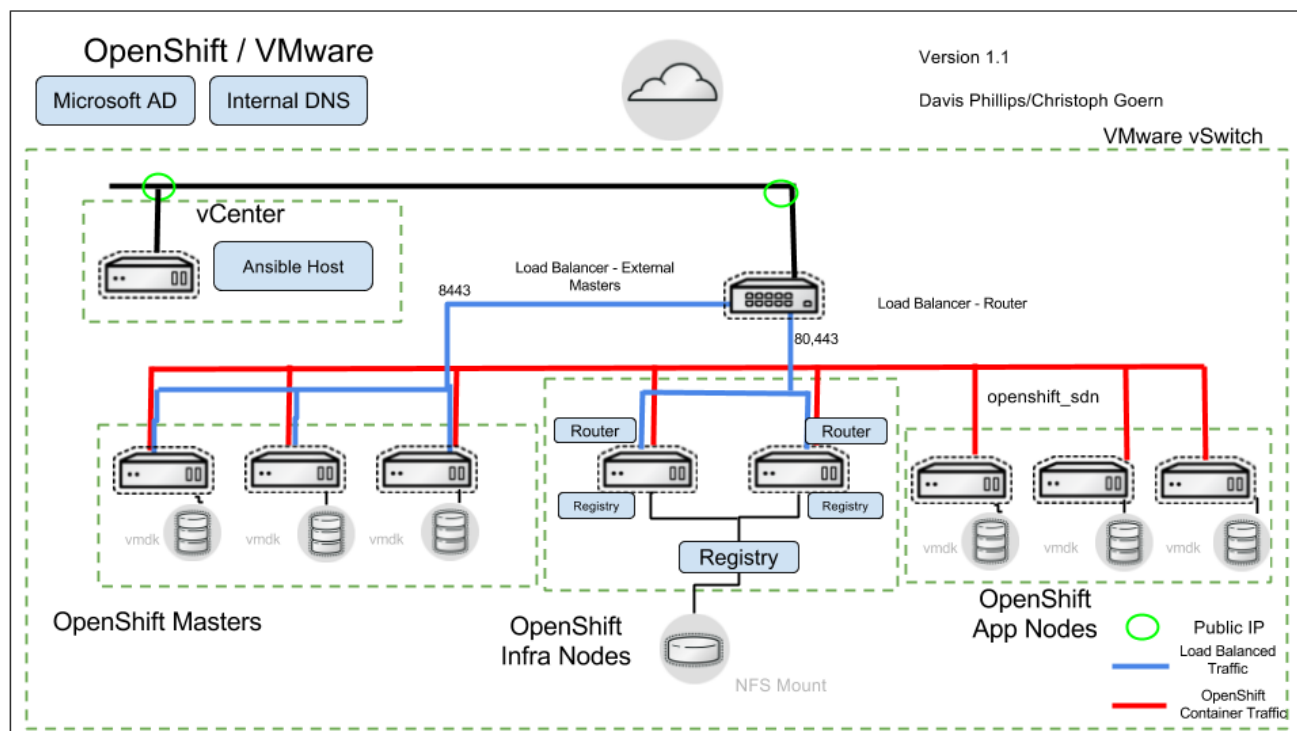 OpenShift / VMware
Microsoft AD
Internal DNS
Version 1.1
Davis Phillips/Christoph Goern
VMware vSwitch
vCenter
Ansible Host
Load Balancer - External
Masters
8443
Load Balancer - Router
80,443
openshift_sdn
Router
Router
Registry
Registry
vmdk
vmdk
vmdk
vmdk
vmdk
vmdk
Registry
OpenShift Masters
OpenShift
Infra Nodes
NFS Mount
OpenShift
App Nodes
Public IP
Load Balanced
Traffic
OpenShift
Container Traffic